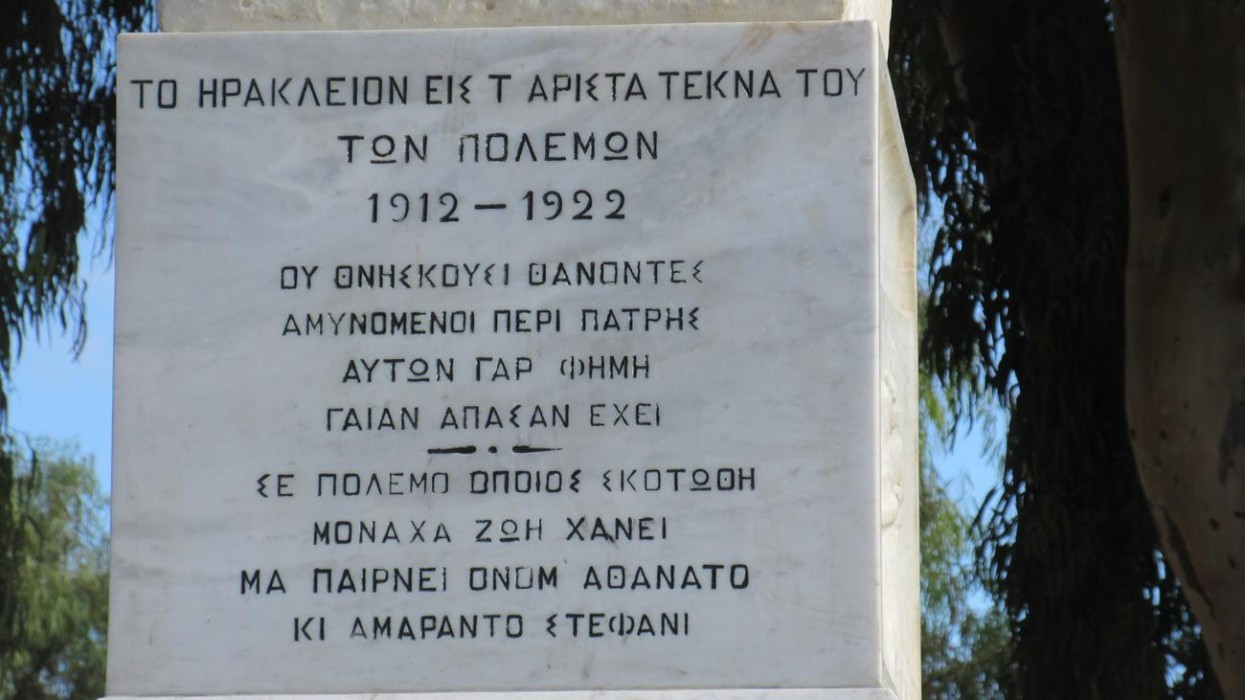 ΤΟ ΗΡΑΚΛΕΙΟΝ ΕΙΣ Τ ΑΡΙΣΤΑ ΤΕΚΝΑ ΤΟΥ
ΤΩΝ ΠΟΛΕΜΩΝ
1912 – 1922
ΟΥ ΘΝΗΣΚΟΥΣΙ ΘΑΝΟΝΤΕΣ
ΑΜΥΝΟΜΕΝΟΙ ΠΕΡΙ ΠΑΤΡΗΣ
ΑΥΤΩΝ ΓΑΡ ΦΗΜΗ
ΓΑΙΑΝ ΑΠΑΣΑΝ ΕΧΕΙ
ΣΕ ΠΟΛΕΜΟ ΟΠΟΙΟΣ ΣΚΟΤΩΘΗ
ΜΟΝΑΧΑ ΖΩΗ ΧΑΝΕΙ
ΜΑ ΠΑΙΡΝΕΙ ΟΝΟΜ ΑΘΑΝΑΤΟ
ΚΙ ΑΜΑΡΑΝΤΟ ΣΤΕΦΑΝΙ